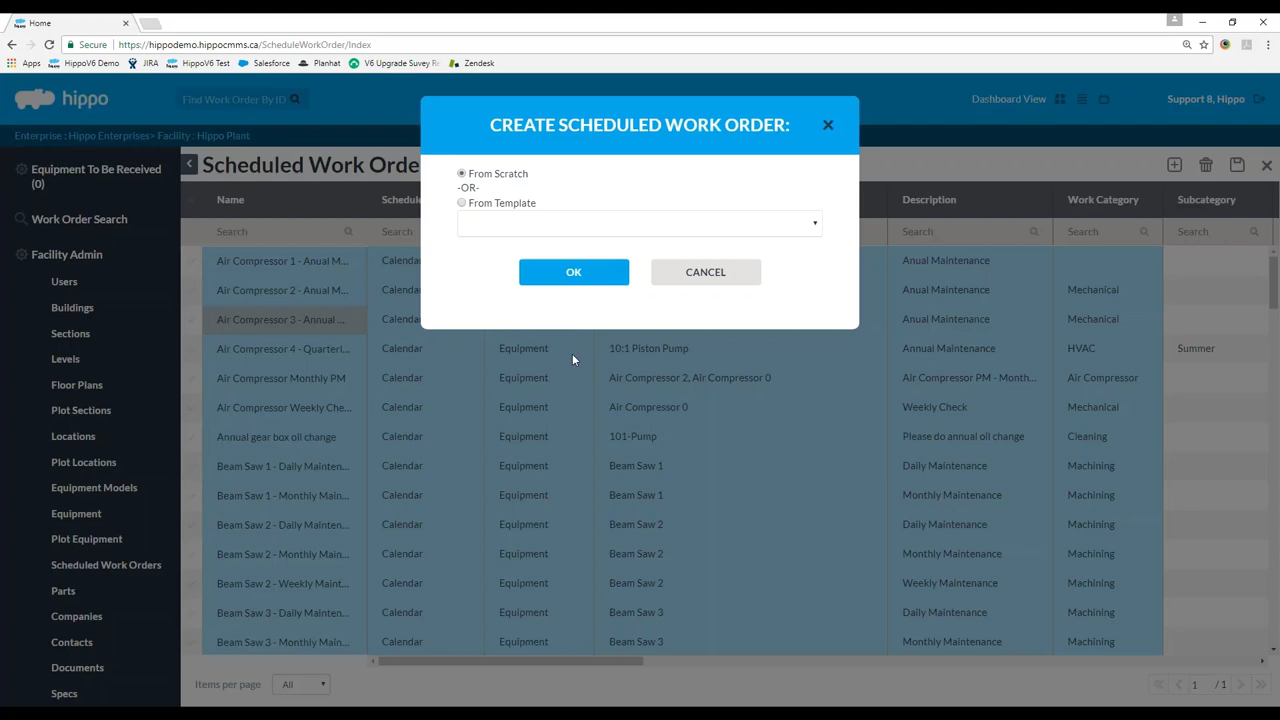 Home
Secure https://hippodemo.hippocmms.ca/ScheduleWorkOrder/Index
Apps HippoV6 Demo JIRA HippoV6 Test Salesforce Planhat V6 Upgrade Suvey Re Zendesk
hippo Find Work Order By ID Dashboard View Support 8, Hippo
Enterprise : Hippo Enterprises> Facility : Hippo Plant
CREATE SCHEDULED WORK ORDER:
From Scratch
-OR-
From Template
OK CANCEL
Equipment To Be Received
(0)
Work Order Search
Facility Admin
Users
Buildings
Sections
Levels
Floor Plans
Plot Sections
Locations
Plot Locations
Equipment Models
Equipment
Plot Equipment
Scheduled Work Orders
Parts
Companies
Contacts
Documents
Specs
Scheduled Work Orde
Name Schedule Description Work Category Subcategory
Search Search Search Search Search
Air Compressor 1 - Anual M... Calendar Anual Maintenance
Air Compressor 2 - Anual M... Calendar Anual Maintenance Mechanical
Air Compressor 3 - Annual ... Calendar Anual Maintenance Mechanical
Air Compressor 4 - Quarteri... Calendar Equipment 10:1 Piston Pump Annual Maintenance HVAC Summer
Air Compressor Monthly PM Calendar Equipment Air Compressor 2, Air Compressor 0 Air Compressor PM - Month... Air Compressor
Air Compressor Weekly Che... Calendar Equipment Air Compressor 0 Weekly Check Mechanical
Annual gear box oil change Calendar Equipment 101-Pump Please do annual oil change Cleaning
Beam Saw 1 - Daily Mainten... Calendar Equipment Beam Saw 1 Daily Maintenance Machining
Beam Saw 1 - Monthly Main... Calendar Equipment Beam Saw 1 Monthly Maintenance Machining
Beam Saw 2 - Daily Mainten... Calendar Equipment Beam Saw 2 Daily Maintenance Machining
Beam Saw 2 - Monthly Main... Calendar Equipment Beam Saw 2 Monthly Maintenance Machining
Beam Saw 2 - Weekly Maint... Calendar Equipment Beam Saw 2 Weekly Maintenance Machining
Beam Saw 3 - Daily Mainten... Calendar Equipment Beam Saw 3 Daily Maintenance Machining
Beam Saw 3 - Monthly Main... Calendar Equipment Beam Saw 3 Monthly Maintenance Machining
Items per page All 1 / 1